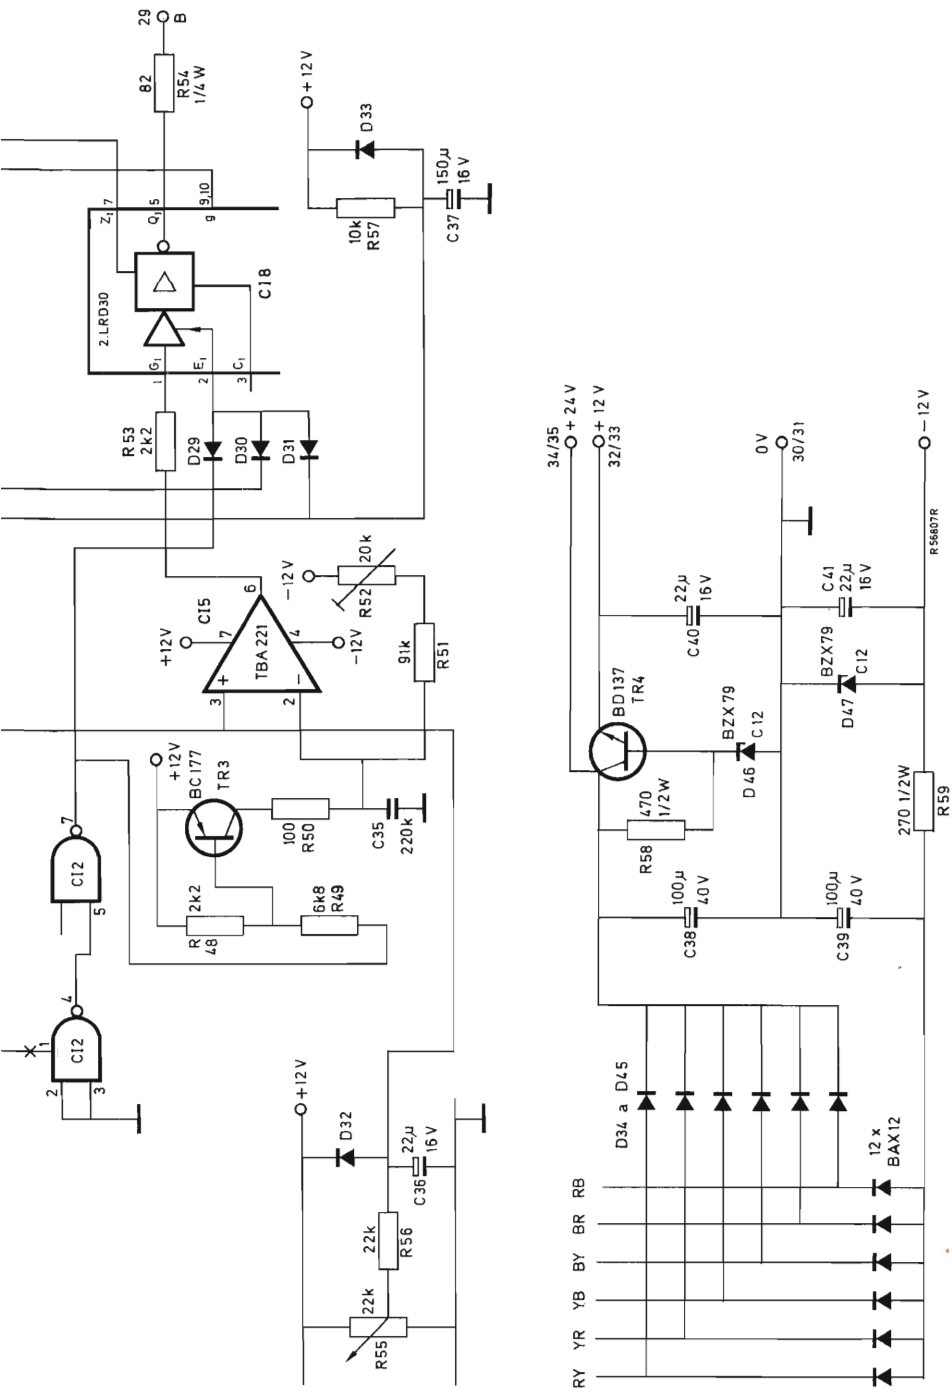 29
B
82
R54
1/4 W
+12V
D33
Z1 7
Q1 5
9,10
g
150µ
16V
C37
10k
R57
2.LRD30
CI8
G1
1
E1
2
C1
3
R53
2k2
D29
D30
D31
34/35
+24V
+12V
32/33
0V
30/31
-12V
R56807R
CI5
+12V
7
6
TBA 221
4
-12V
+
3
-
2
-12V
20k
R52
91k
R51
22µ
16V
C40
C41
22µ
16V
BD137
TR4
BZX79
C12
D46
BZX79
C12
D47
+12V
BC177
TR3
100
R50
C35
220k
470
1/2W
R58
270 1/2W
R59
7
CI2
5
2k2
R
48
6k8
R49
100µ
40V
C38
100µ
40V
C39
4
1
CI2
2
3
+12V
D32
22µ
16V
C36
22k
R56
22k
R55
D34 a D45
12 x
BAX12
RB
BR
BY
YB
YR
RY